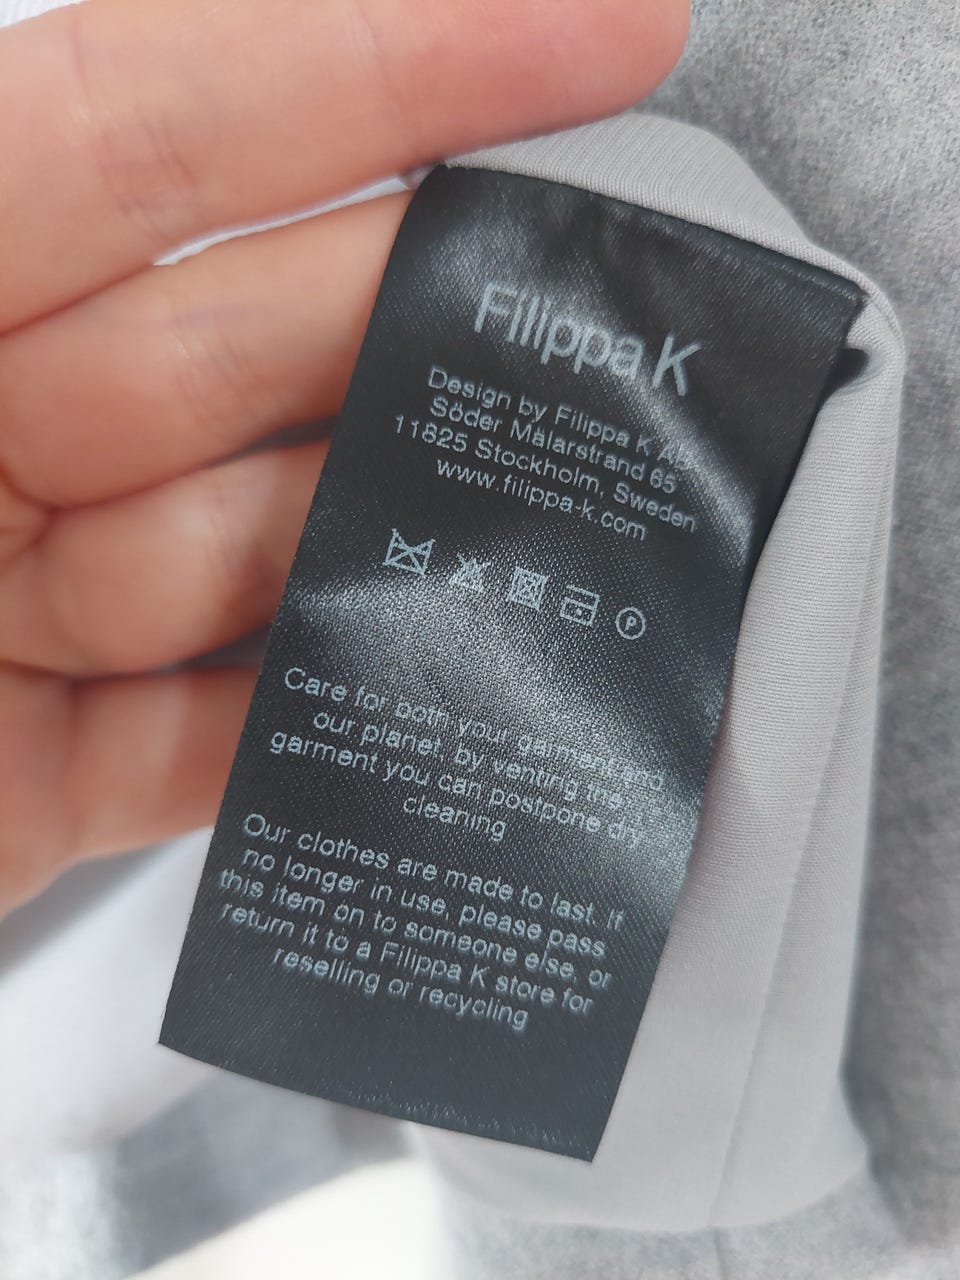 Filippa K
Design by Filippa K AB
Söder Mälarstrand 65
11825 Stockholm, Sweden
www.filippa-k.com
P
Care for both your garment and
our planet, by venting the
garment you can postpone dry
cleaning
Our clothes are made to last. If
no longer in use, please pass
this item on to someone else, or
return it to a Filippa K store for
reselling or recycling